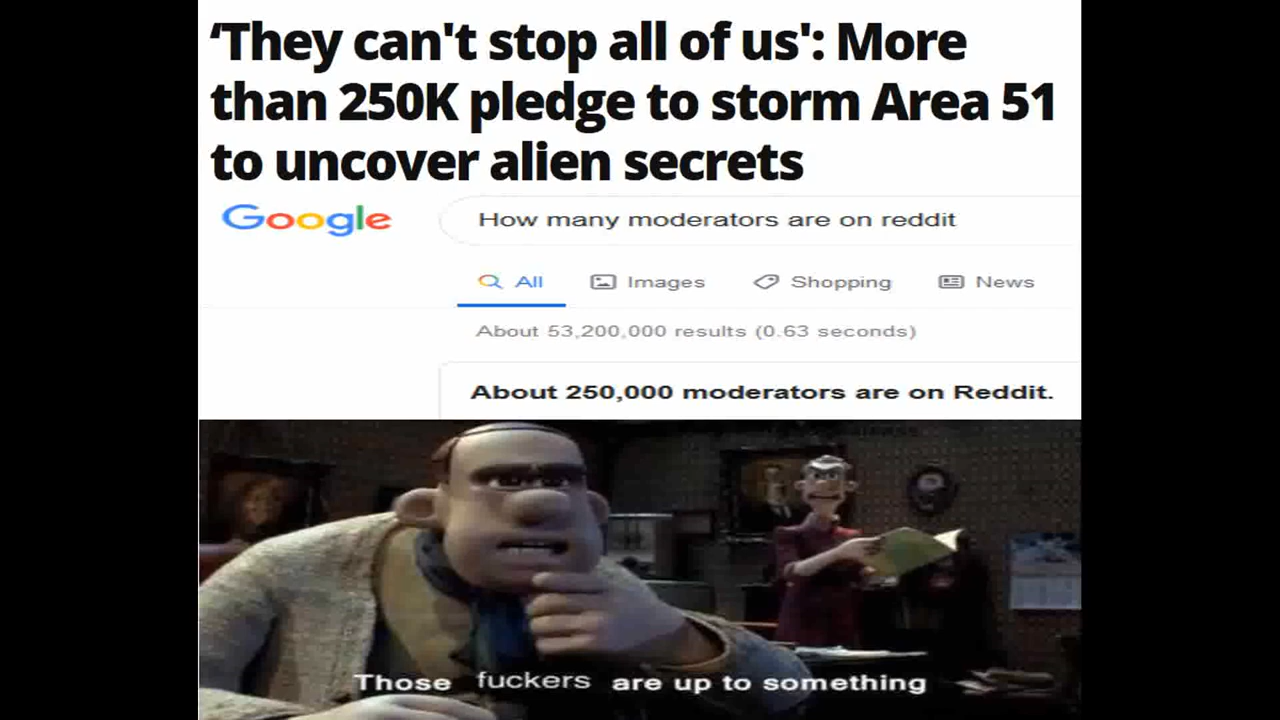 ‘They can't stop all of us': More
than 250K pledge to storm Area 51
to uncover alien secrets
Google
How many moderators are on reddit
All Images Shopping News
About 53,200,000 results (0.63 seconds)
About 250,000 moderators are on Reddit.
Those fuckers are up to something